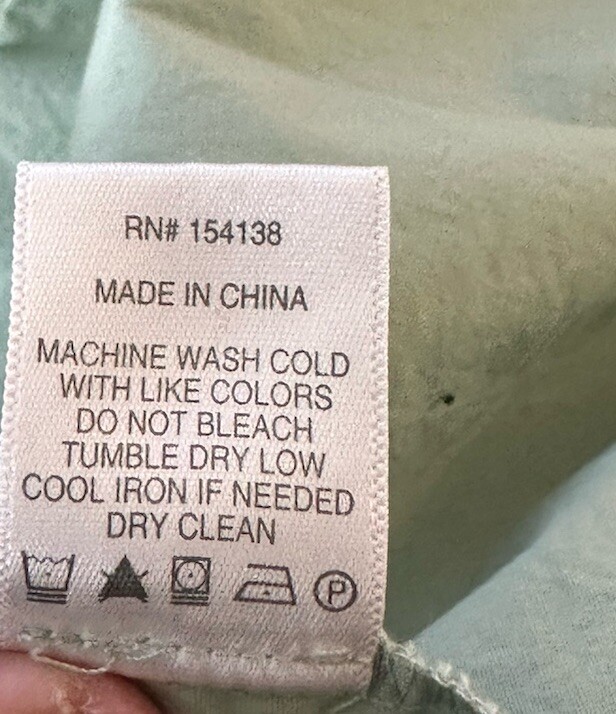 RN# 154138
MADE IN CHINA
MACHINE WASH COLD
WITH LIKE COLORS
DO NOT BLEACH
TUMBLE DRY LOW
COOL IRON IF NEEDED
DRY CLEAN
P